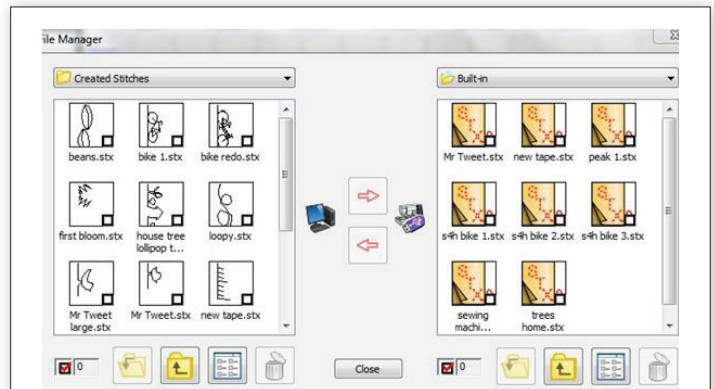 ile Manager
Created Stitches
beans.stx bike 1.stx bike redo.stx
first bloom.stx house tree lollipop t... loopy.stx
Mr Tweet large.stx Mr Tweet.stx new tape.stx
0
Close
Built-in
Mr Tweet.stx new tape.stx peak 1.stx
s4h bike 1.stx s4h bike 2.stx s4h bike 3.stx
sewing machi... trees home.stx
0